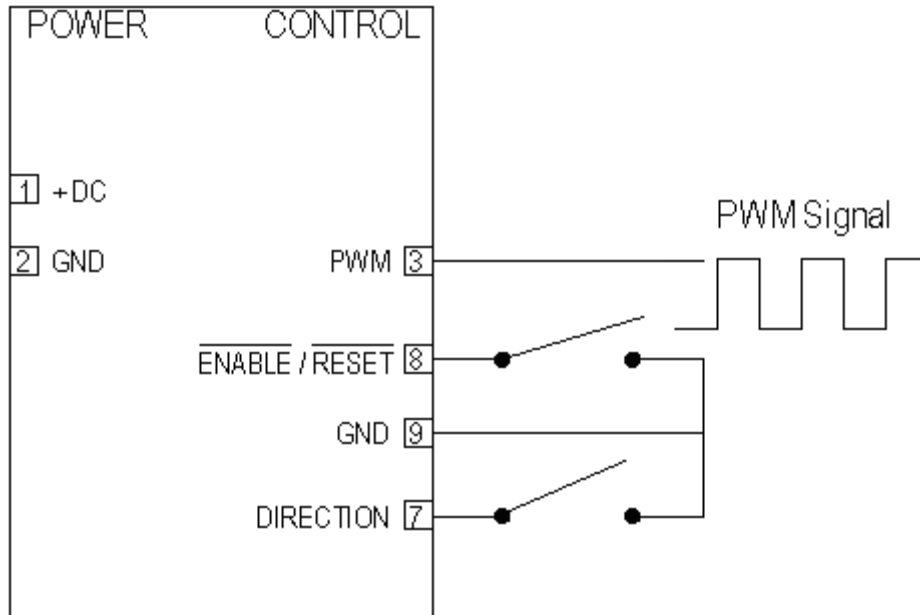 POWER CONTROL
1 +DC
2 GND
PWM 3
PWM Signal
ENABLE / RESET 8
GND 9
DIRECTION 7